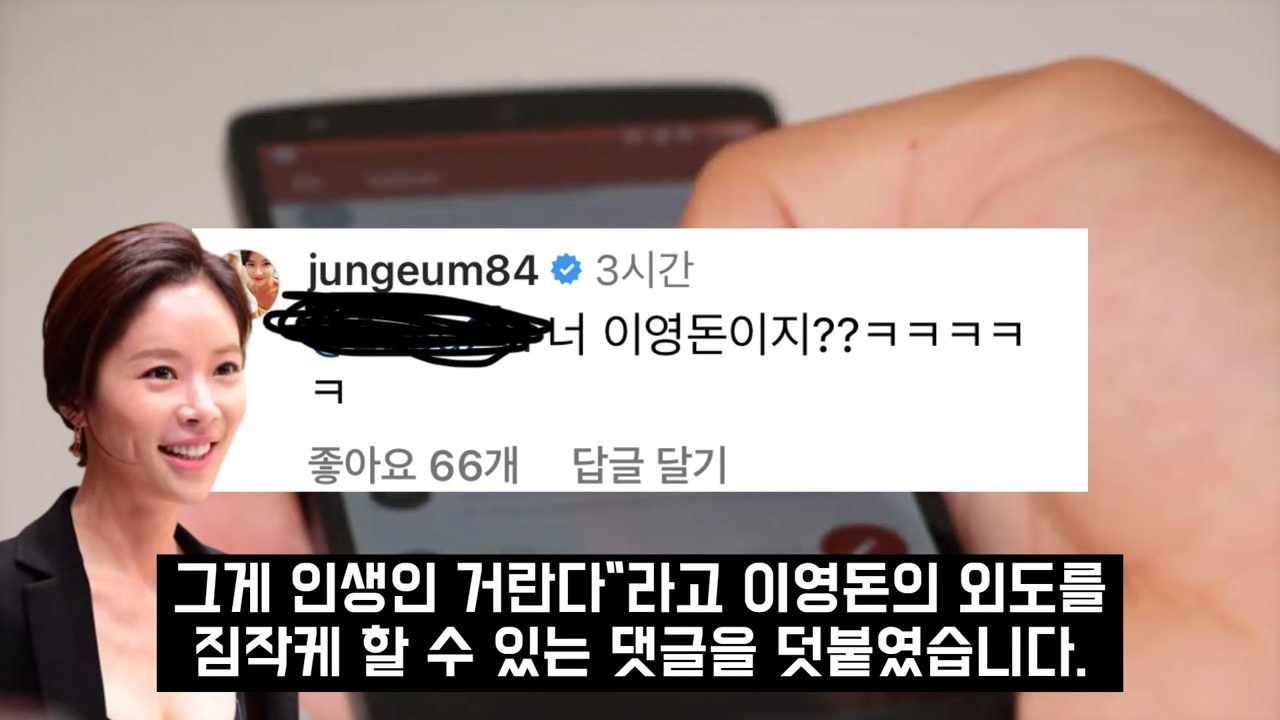 jungeum84 3시간
너 이영돈이지??ㅋㅋㅋㅋ
ㅋ
좋아요 66개 답글 달기
그게 인생인 거란다"라고 이영돈의 외도를
짐작케 할 수 있는 댓글을 덧붙였습니다.